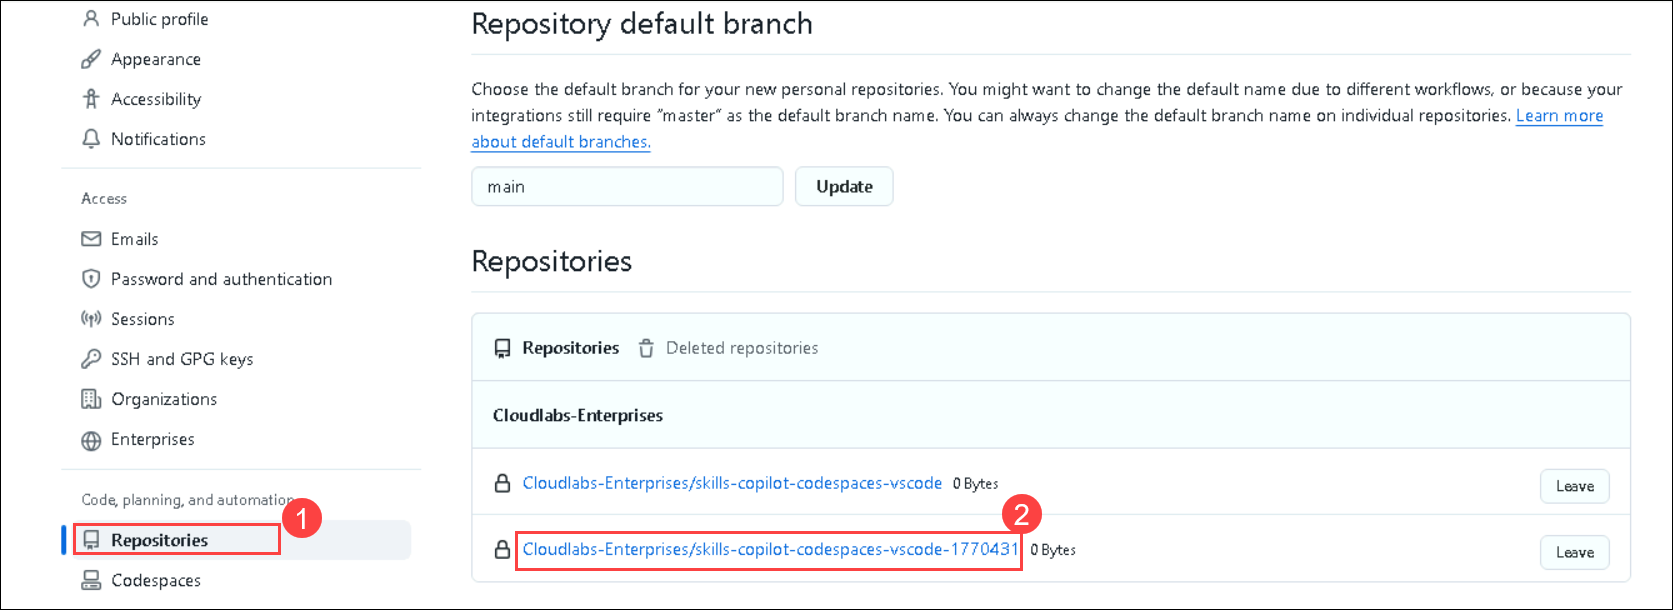 Public profile
Appearance
Accessibility
Notifications
Access
Emails
Password and authentication
Sessions
SSH and GPG keys
Organizations
Enterprises
Code, planning, and automation
1
Repositories
Codespaces
Repository default branch
Choose the default branch for your new personal repositories. You might want to change the default name due to different workflows, or because your
integrations still require “master” as the default branch name. You can always change the default branch name on individual repositories. Learn more
about default branches.
main
Update
Repositories
Repositories
Deleted repositories
Cloudlabs-Enterprises
Cloudlabs-Enterprises/skills-copilot-codespaces-vscode 0 Bytes
Leave
2
Cloudlabs-Enterprises/skills-copilot-codespaces-vscode-1770431 0 Bytes
Leave